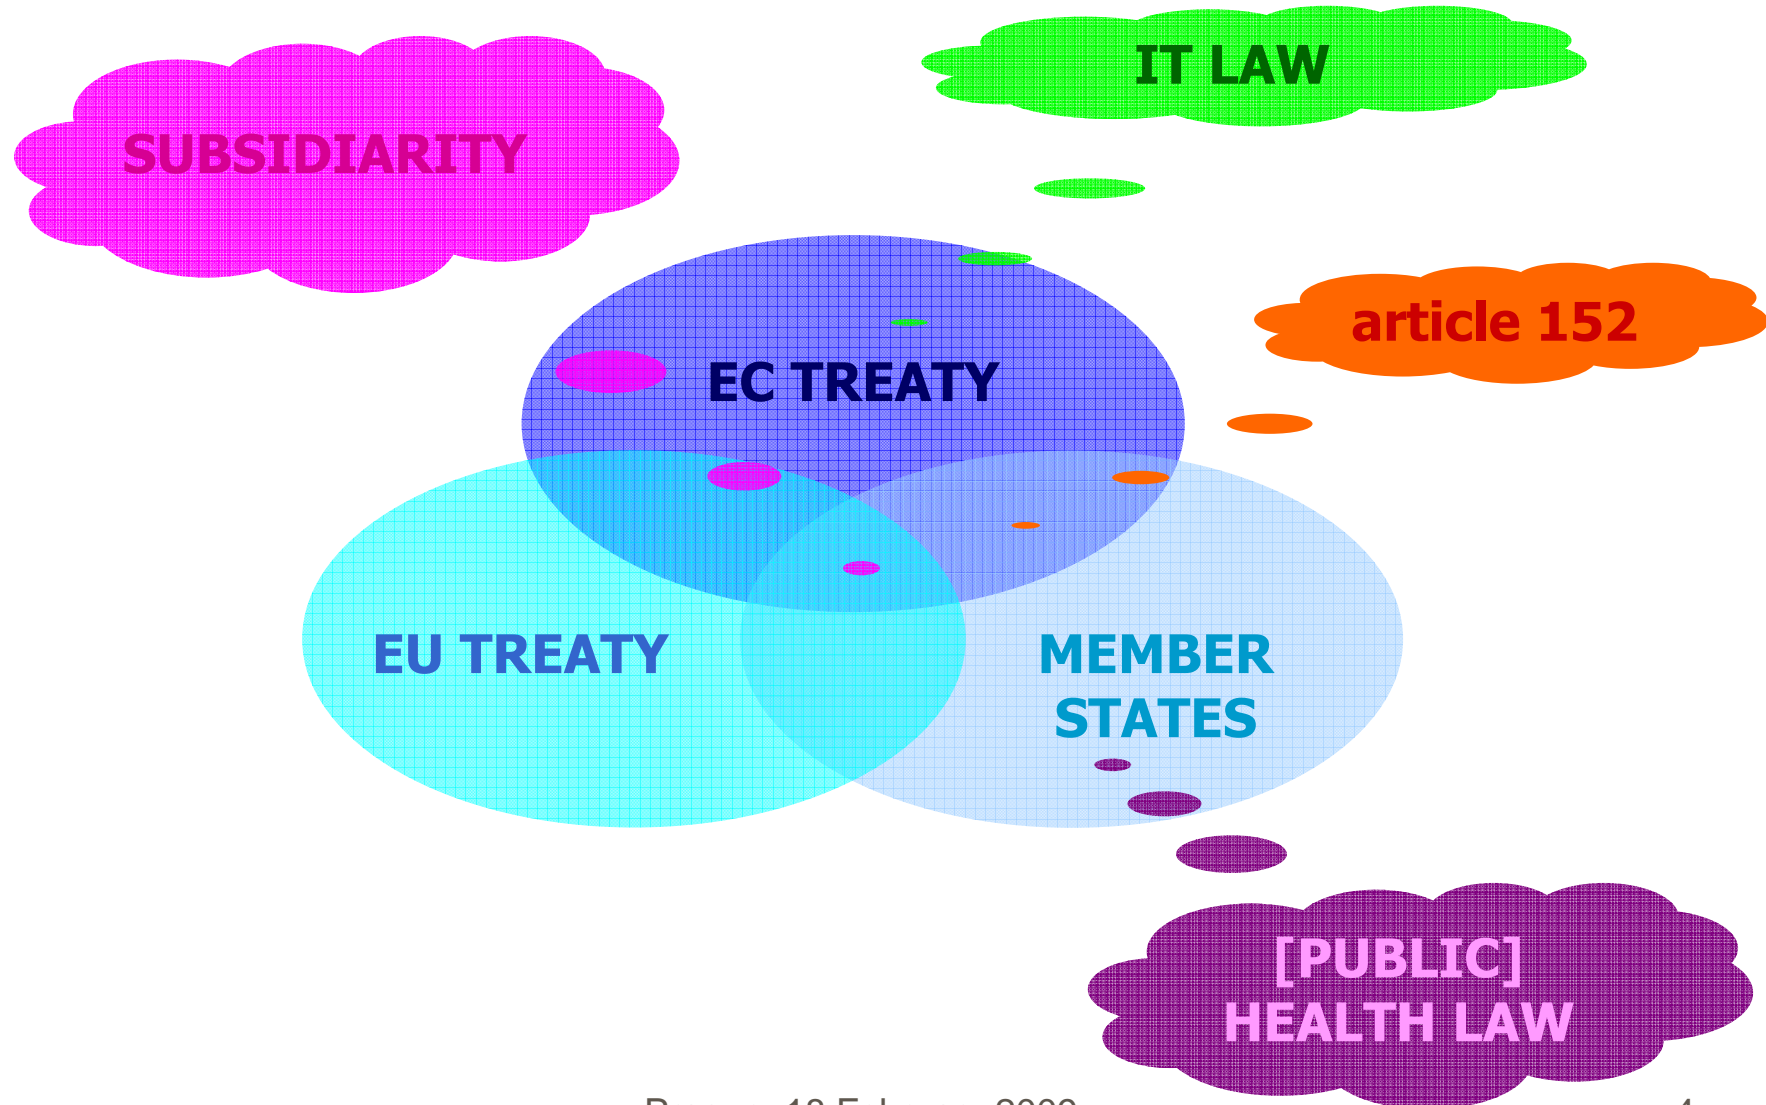 IT LAW
SUBSIDIARITY
article 152
EC TREATY
EU TREATY
MEMBER
STATES
[PUBLIC]
HEALTH LAW